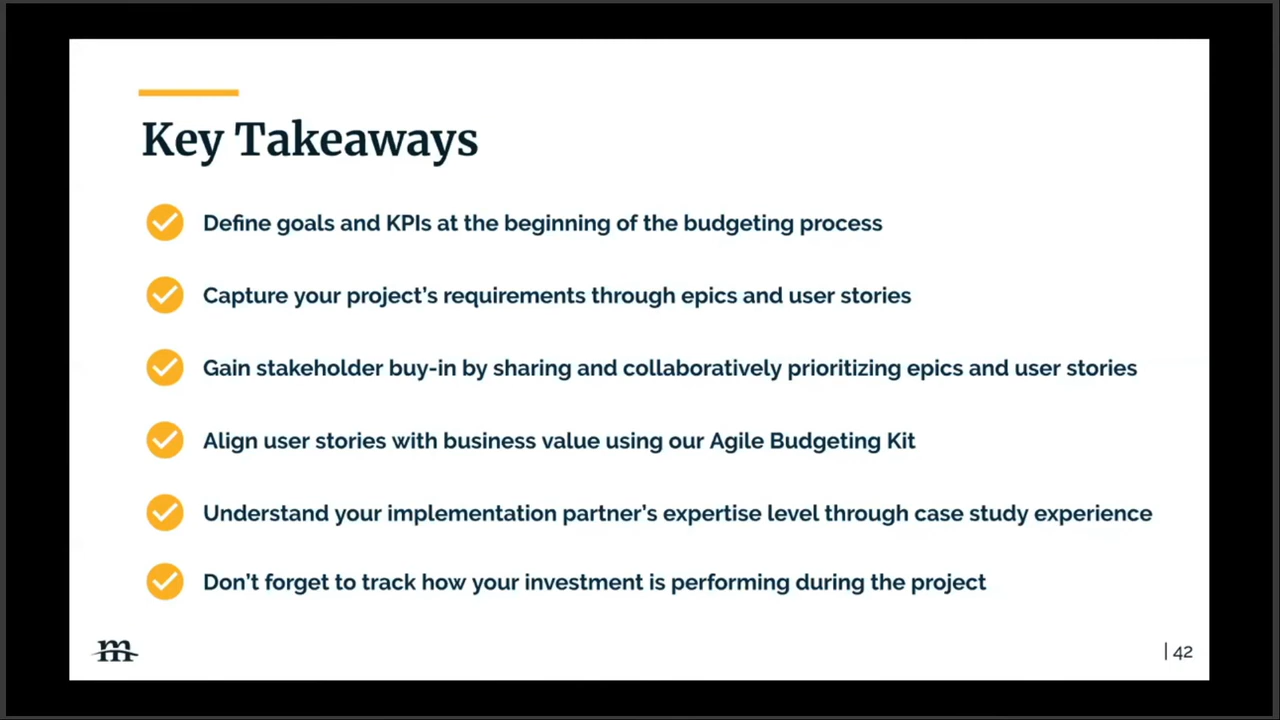 Key Takeaways
Define goals and KPIs at the beginning of the budgeting process
Capture your project’s requirements through epics and user stories
Gain stakeholder buy-in by sharing and collaboratively prioritizing epics and user stories
Align user stories with business value using our Agile Budgeting Kit
Understand your implementation partner’s expertise level through case study experience
Don’t forget to track how your investment is performing during the project
m
| 42